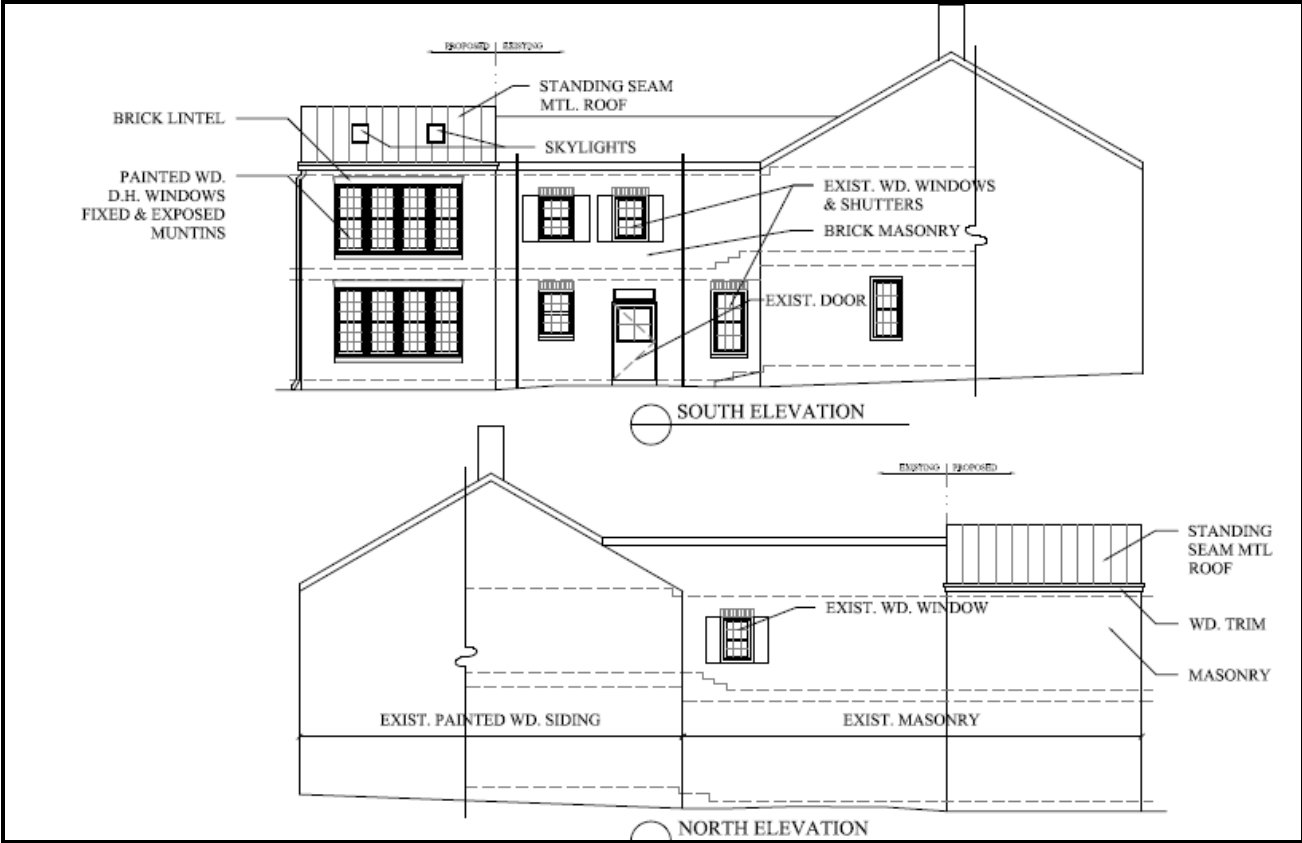 PROPOSED EXISTING
STANDING SEAM
MTL. ROOF
BRICK LINTEL
SKYLIGHTS
PAINTED WD.
D.H. WINDOWS
FIXED & EXPOSED
MUNTINS
EXIST. WD. WINDOWS
& SHUTTERS
BRICK MASONRY
EXIST. DOOR
SOUTH ELEVATION
EXISTING PROPOSED
STANDING
SEAM MTL
ROOF
EXIST. WD. WINDOW
WD. TRIM
MASONRY
EXIST. PAINTED WD. SIDING
EXIST. MASONRY
NORTH ELEVATION